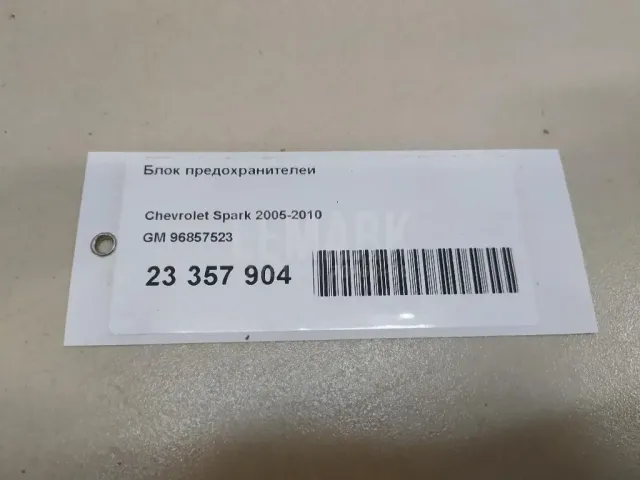 Блок предохранителей
Chevrolet Spark 2005-2010
GM 96857523
23 357 904